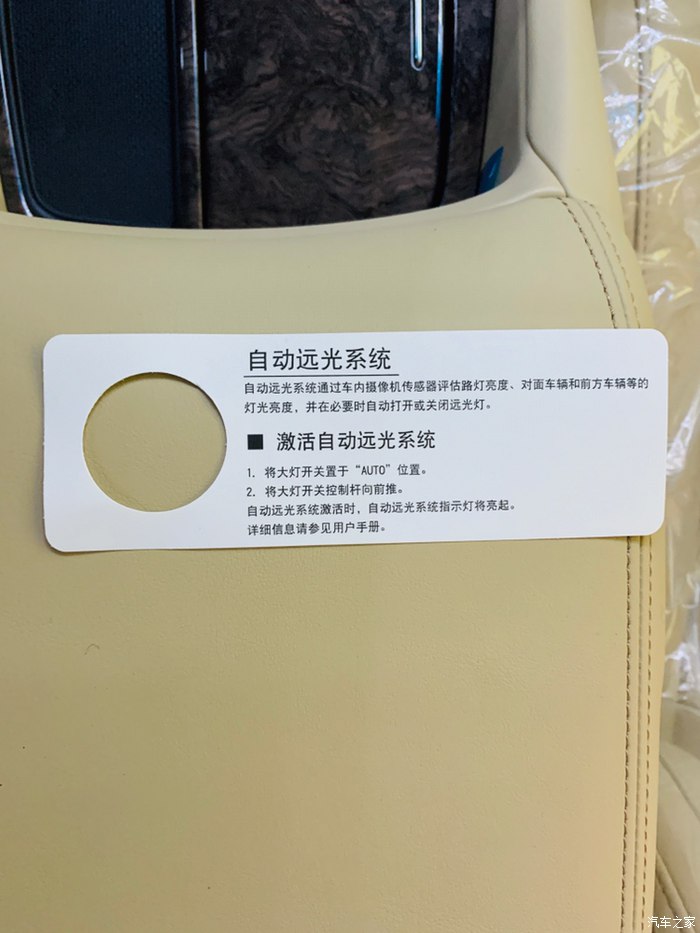 自动远光系统
自动远光系统通过车内摄像机传感器评估路灯亮度、对面车辆和前方车辆等的
灯光亮度，并在必要时自动打开或关闭远光灯。
■ 激活自动远光系统
1. 将大灯开关置于“AUTO”位置。
2. 将大灯开关控制杆向前推。
自动远光系统激活时，自动远光系统指示灯将亮起。
详细信息请参见用户手册。
汽车之家